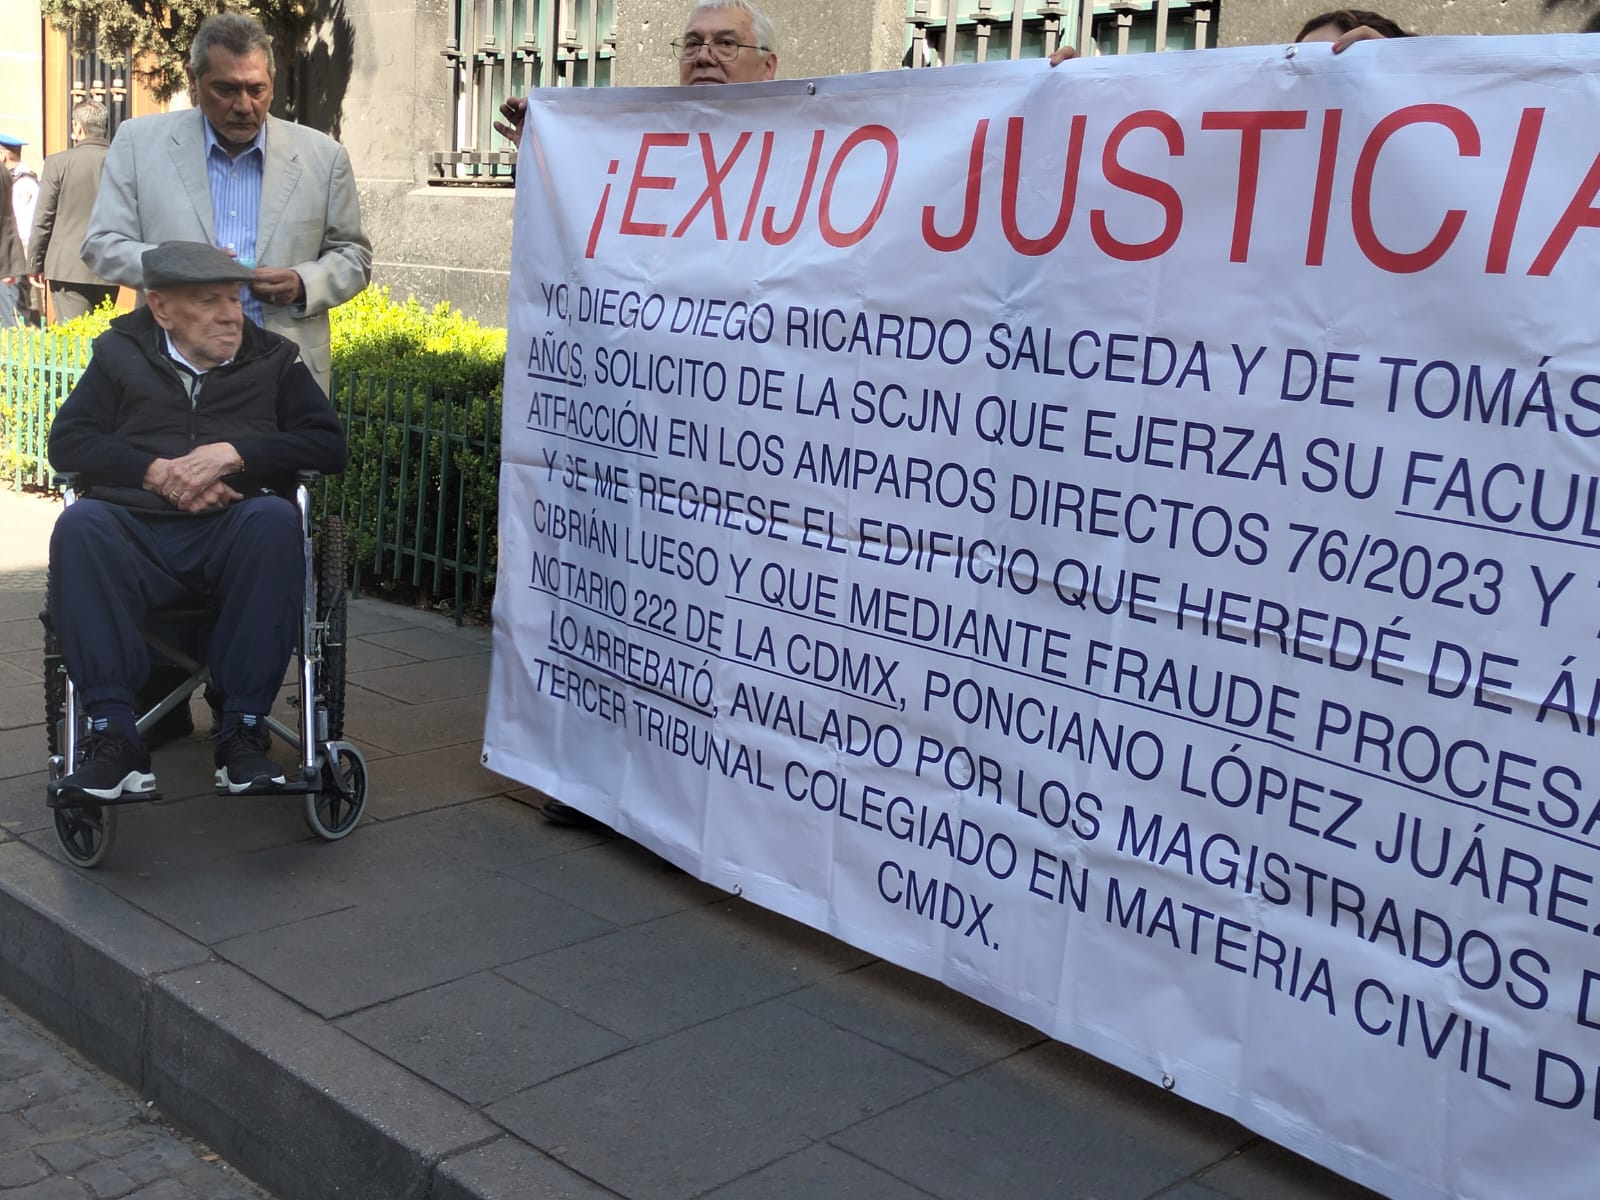 ¡EXIJO JUSTICIA
YO, DIEGO DIEGO RICARDO SALCEDA Y DE TOMÁS
AÑOS, SOLICITO DE LA SCJN QUE EJERZA SU FACUL
ATFACCIÓN EN LOS AMPAROS DIRECTOS 76/2023 Y
Y SE ME REGRESE EL EDIFICIO QUE HEREDÉ DE
CIBRIÁN LUESO Y QUE MEDIANTE FRAUDE PROCESA
NOTARIO 222 DE LA CDMX, PONCIANO LÓPEZ JUÁREZ
LO ARREBATÓ, AVALADO POR LOS MAGISTRADOS D
TERCER TRIBUNAL COLEGIADO EN MATERIA CIVIL DE
CMDX.